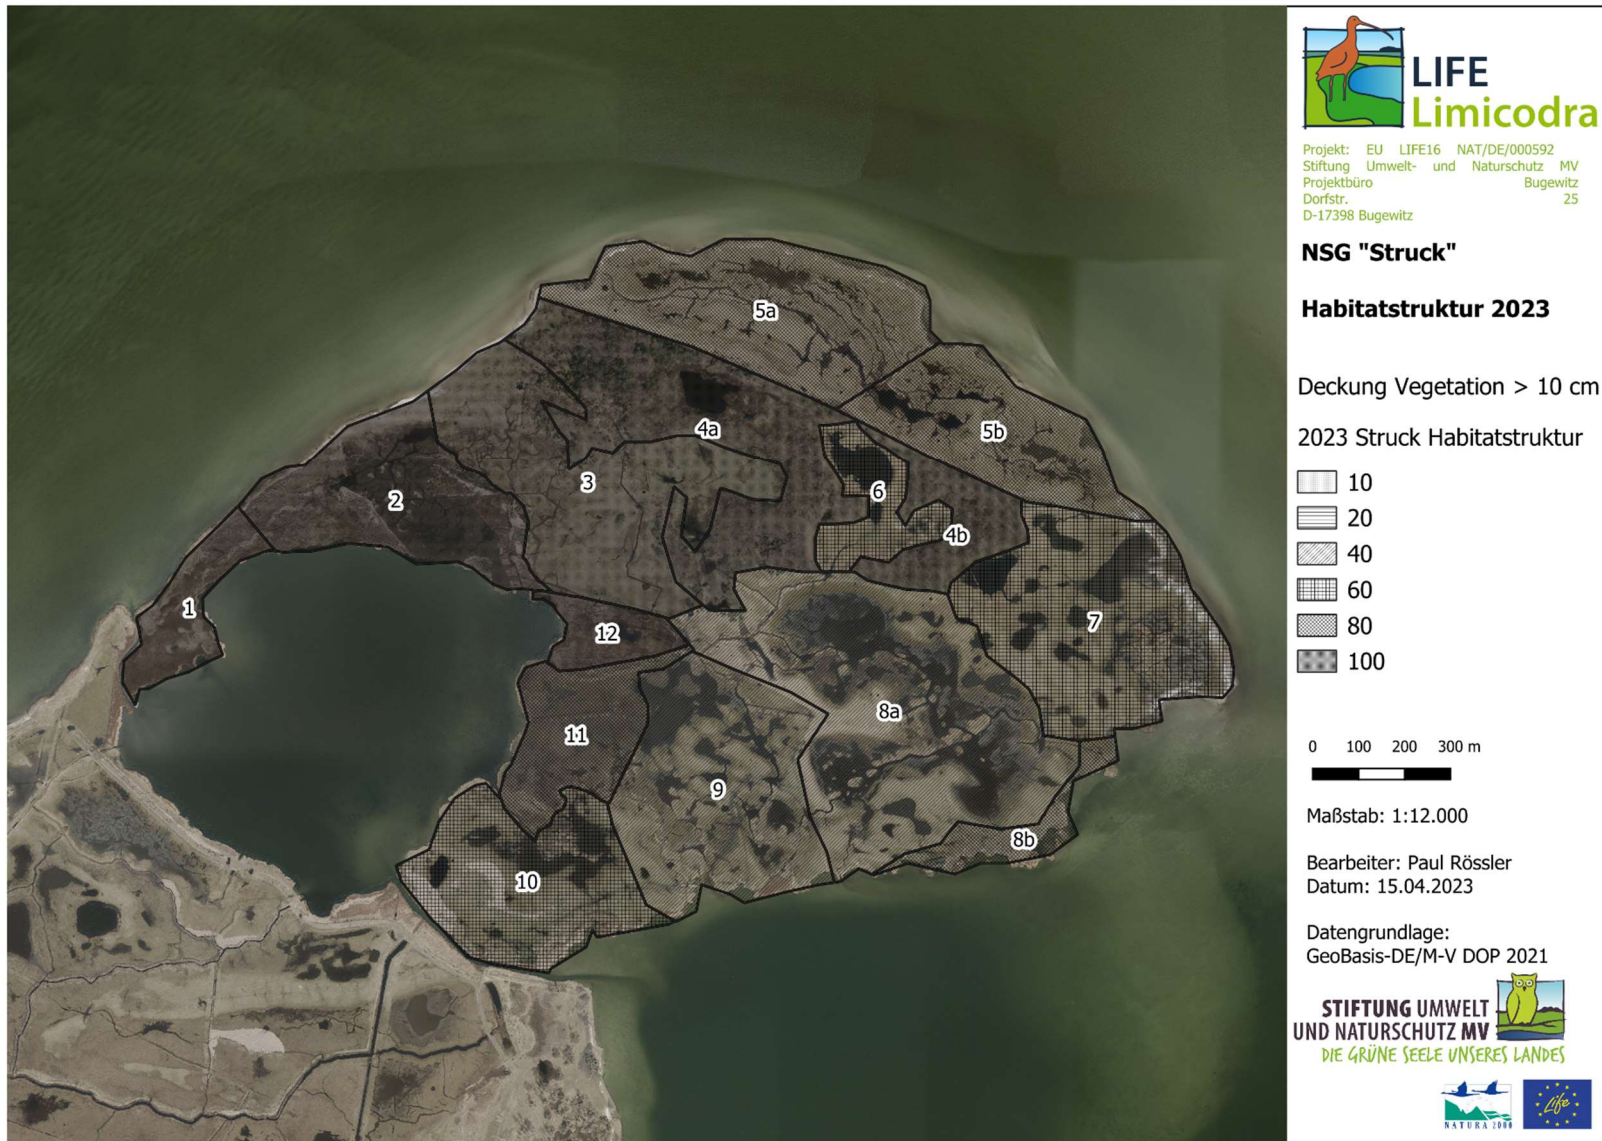 LIFE
Limicodra
Projekt: EU LIFE16 NAT/DE/000592
Stiftung Umwelt- und Naturschutz MV
Projektbüro Bugewitz
Dorfstr. 25
D-17398 Bugewitz
NSG "Struck"
Habitatstruktur 2023
Deckung Vegetation > 10 cm
2023 Struck Habitatstruktur
10
20
40
60
80
100
0 100 200 300 m
Maßstab: 1:12.000
Bearbeiter: Paul Rössler
Datum: 15.04.2023
Datengrundlage:
GeoBasis-DE/M-V DOP 2021
STIFTUNG UMWELT
UND NATURSCHUTZ MV
DIE GRÜNE SEELE UNSERES LANDES
NATURA 2000
Life
5a
4a
5b
3
6
2
4b
1
7
12
8a
11
9
8b
10